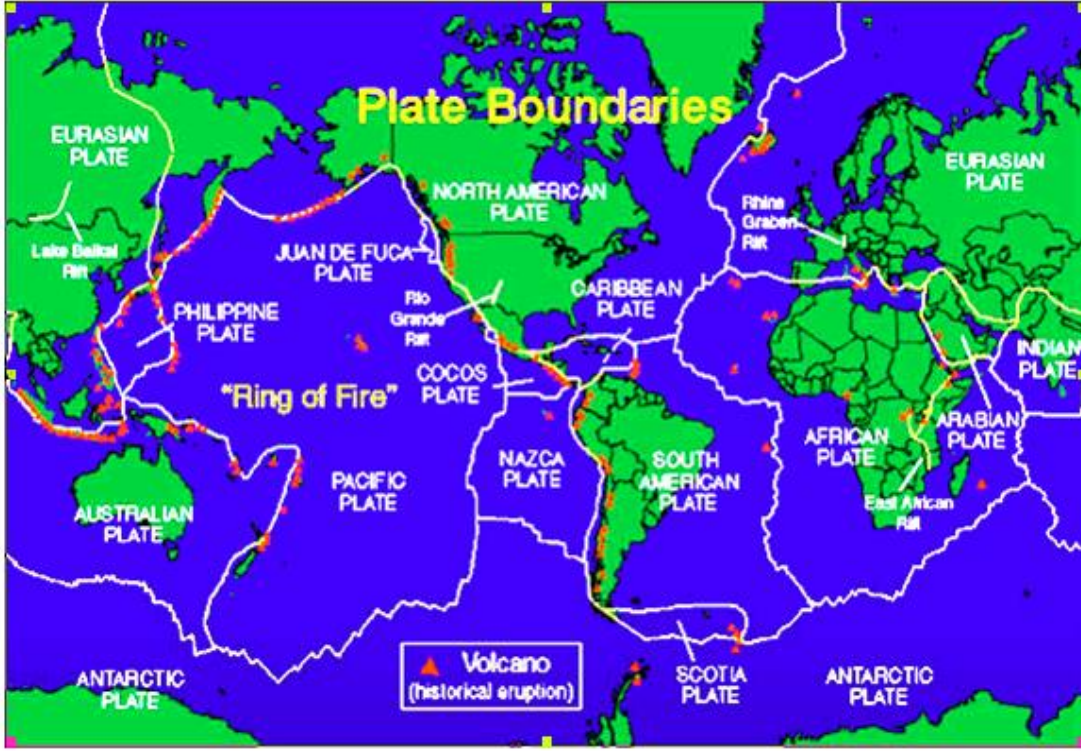 Plate Boundaries
EURASIAN
PLATE
Lake Baikal
Rift
PHILIPPINE
PLATE
"Ring of Fire"
AUSTRALIAN
PLATE
PACIFIC
PLATE
ANTARCTIC
PLATE
NORTH AMERICAN
PLATE
JUAN DE FUCA
PLATE
Rio
Grande
Rift
CARIBBEAN
PLATE
COCOS
PLATE
NAZCA
PLATE
SOUTH
AMERICAN
PLATE
Rhine
Graben
Rift
EURASIAN
PLATE
INDIAN
PLATE
ARABIAN
PLATE
AFRICAN
PLATE
East African
Rift
SCOTIA
PLATE
ANTARCTIC
PLATE
Volcano
(historical eruption)